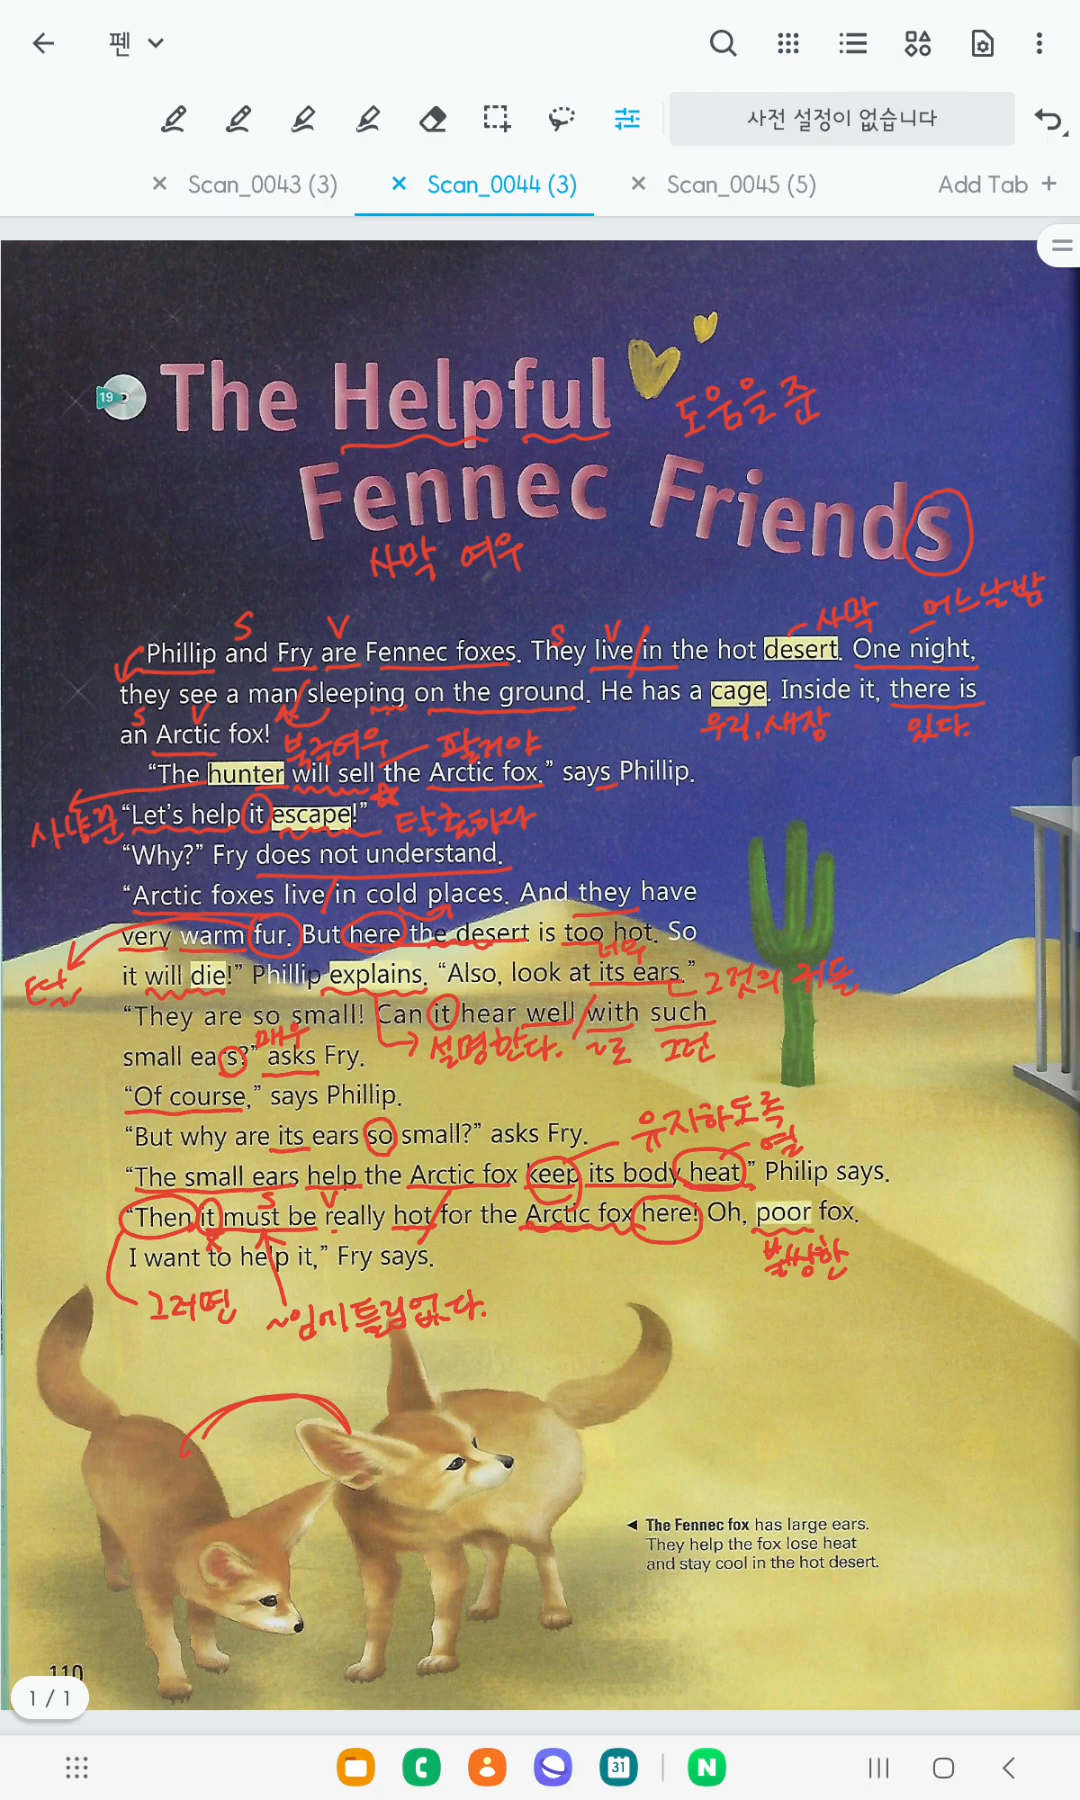 펜
사전 설정이 없습니다
Scan_0043 (3)
Scan_0044 (3)
Scan_0045 (5)
Add Tab +
19
The Helpful
도움을 준
Fennec Friends
사막 여우
S V S V 사막 어느날 밤
Phillip and Fry are Fennec foxes. They live/in the hot desert. One night,
they see a man sleeping on the ground. He has a cage. Inside it, there is
S V 우리, 새장 있다.
an Arctic fox!
북극여우 팔거야
“The hunter will sell the Arctic fox,” says Phillip.
“Let’s help it escape!”
사냥꾼 탈출하다
“Why?” Fry does not understand.
“Arctic foxes live/in cold places. And they have
very warm fur. But here the desert is too hot. So
털 너무
it will die!” Phillip explains. “Also, look at its ears.”
그것의 귀들
“They are so small! Can it hear well/with such
매우 설명한다. ~로 그런
small ears?” asks Fry.
“Of course,” says Phillip.
“But why are its ears so small?” asks Fry.
유지하도록 열
“The small ears help the Arctic fox keep its body heat,” Philip says.
S V
“Then it must be really hot/for the Arctic fox here! Oh, poor fox.
불쌍한
I want to help it,” Fry says.
그러면 ~임이 틀림없다.
◄ The Fennec fox has large ears.
They help the fox lose heat
and stay cool in the hot desert.
110
1 / 1
31
N